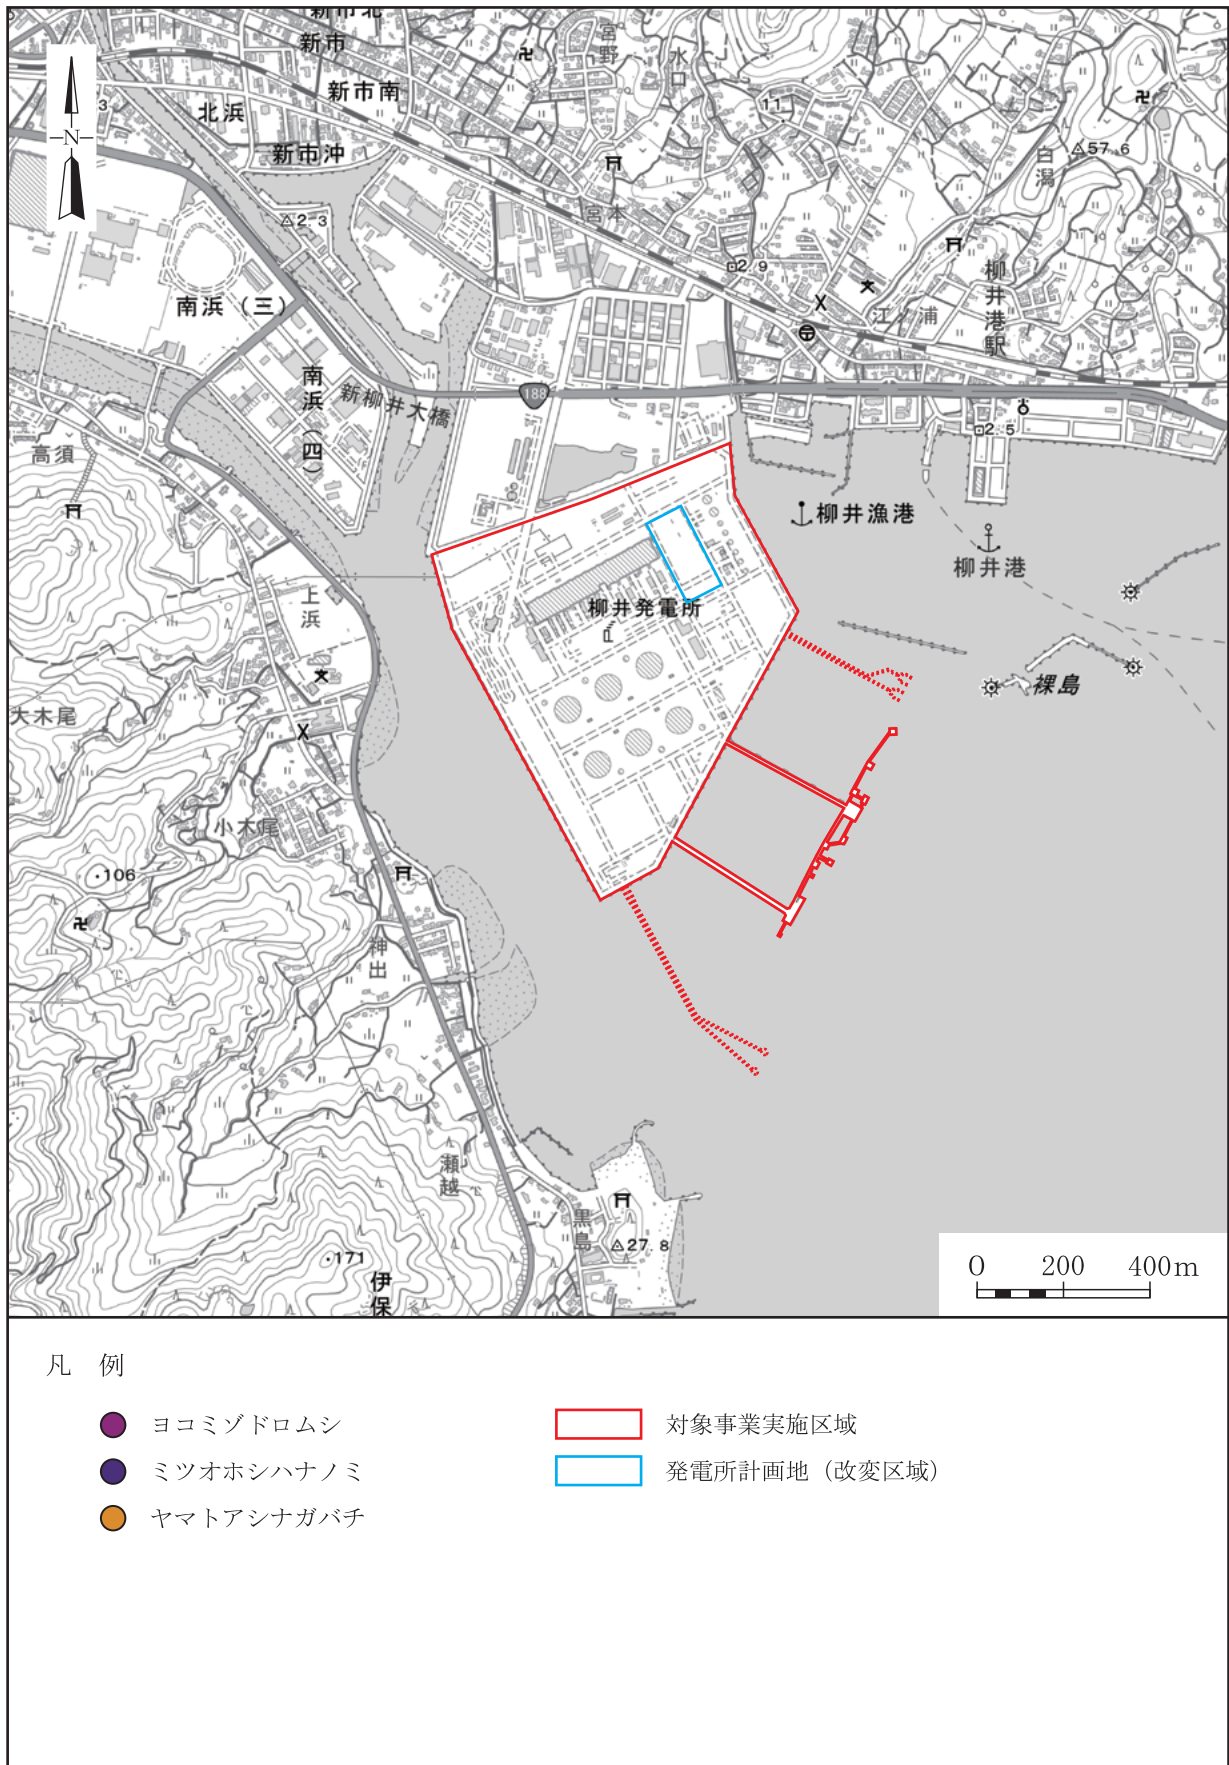 新市北
新市
新市南
北浜
新市沖
宮野
水口
11
3
N
白潟
57.6
2.3
宮本
2.9
柳井港駅
江ノ浦
南浜(三)
南浜(四)
新柳井大橋
188
2.5
高須
柳井漁港
柳井港
上浜
柳井発電所
裸島
大木尾
小木尾
106
神出
瀬越
黒島
27.8
171
伊保
0 200 400m
凡 例
ヨコミゾドロムシ
ミツオホシハナノミ
ヤマトアシナガバチ
対象事業実施区域
発電所計画地(改変区域)